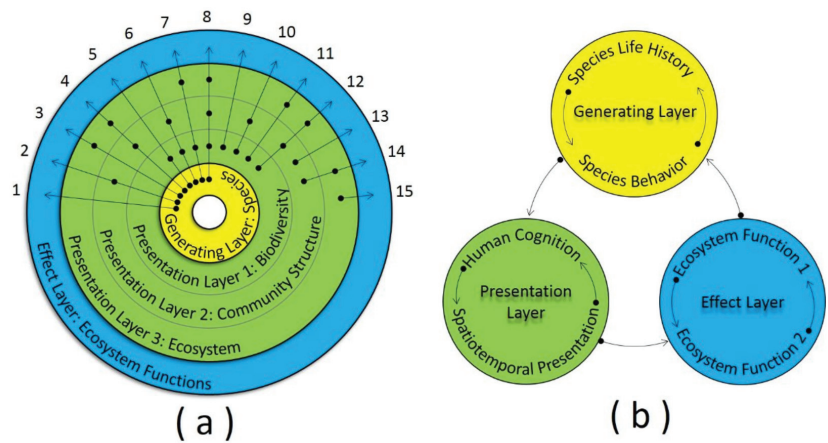 1
2
3
4
5
6
7
8
9
10
11
12
13
14
15
Generating Layer: Species
Presentation Layer 1: Biodiversity
Presentation Layer 2: Community Structure
Presentation Layer 3: Ecosystem
Effect Layer: Ecosystem Functions
( a )
Species Life History
Generating Layer
Species Behavior
Human Cognition
Presentation
Layer
Spatiotemporal Presentation
Ecosystem Function 1
Effect Layer
Ecosystem Function 2
( b )